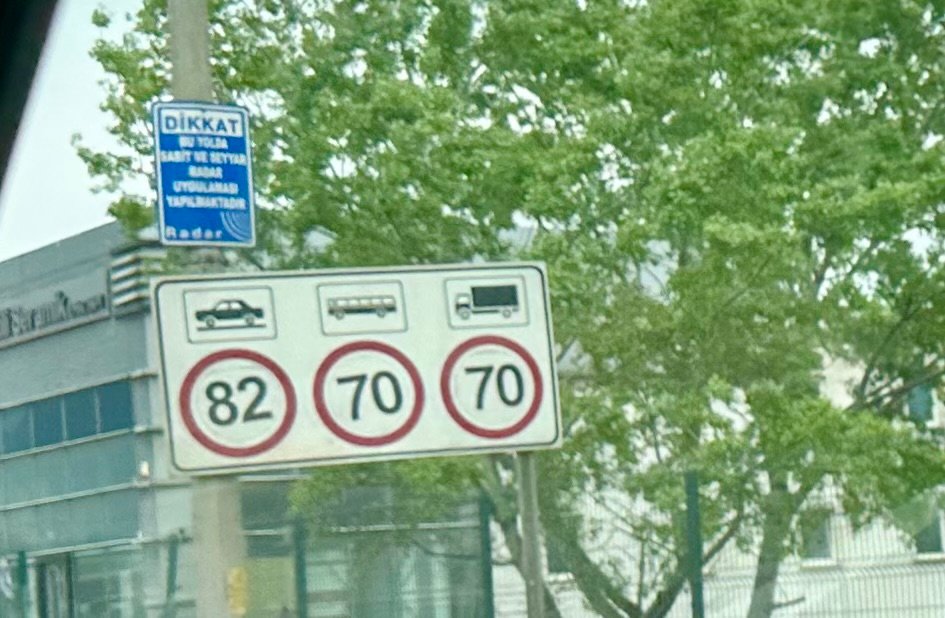 DİKKAT
BU YOLDA
SABİT VE SEYYAR
RADAR
UYGULAMASI
YAPILMAKTADIR
Radar
82 70 70